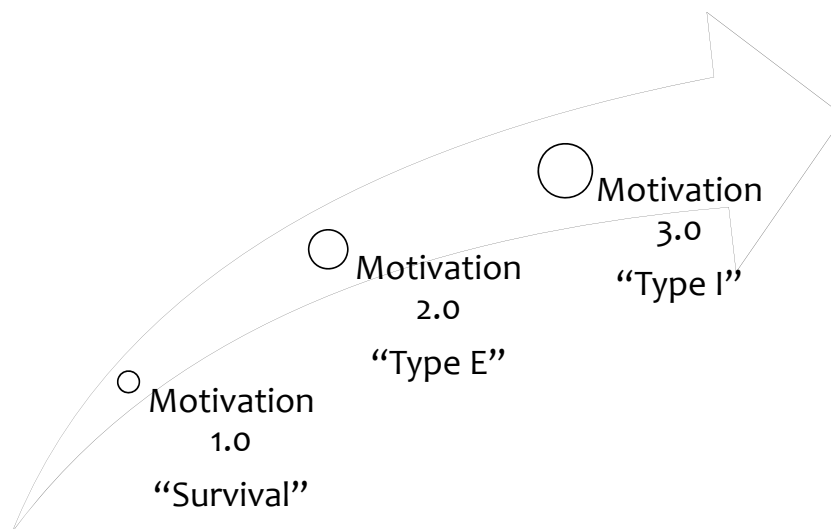 Motivation
1.0
“Survival”
Motivation
2.0
“Type E”
Motivation
3.0
“Type I”